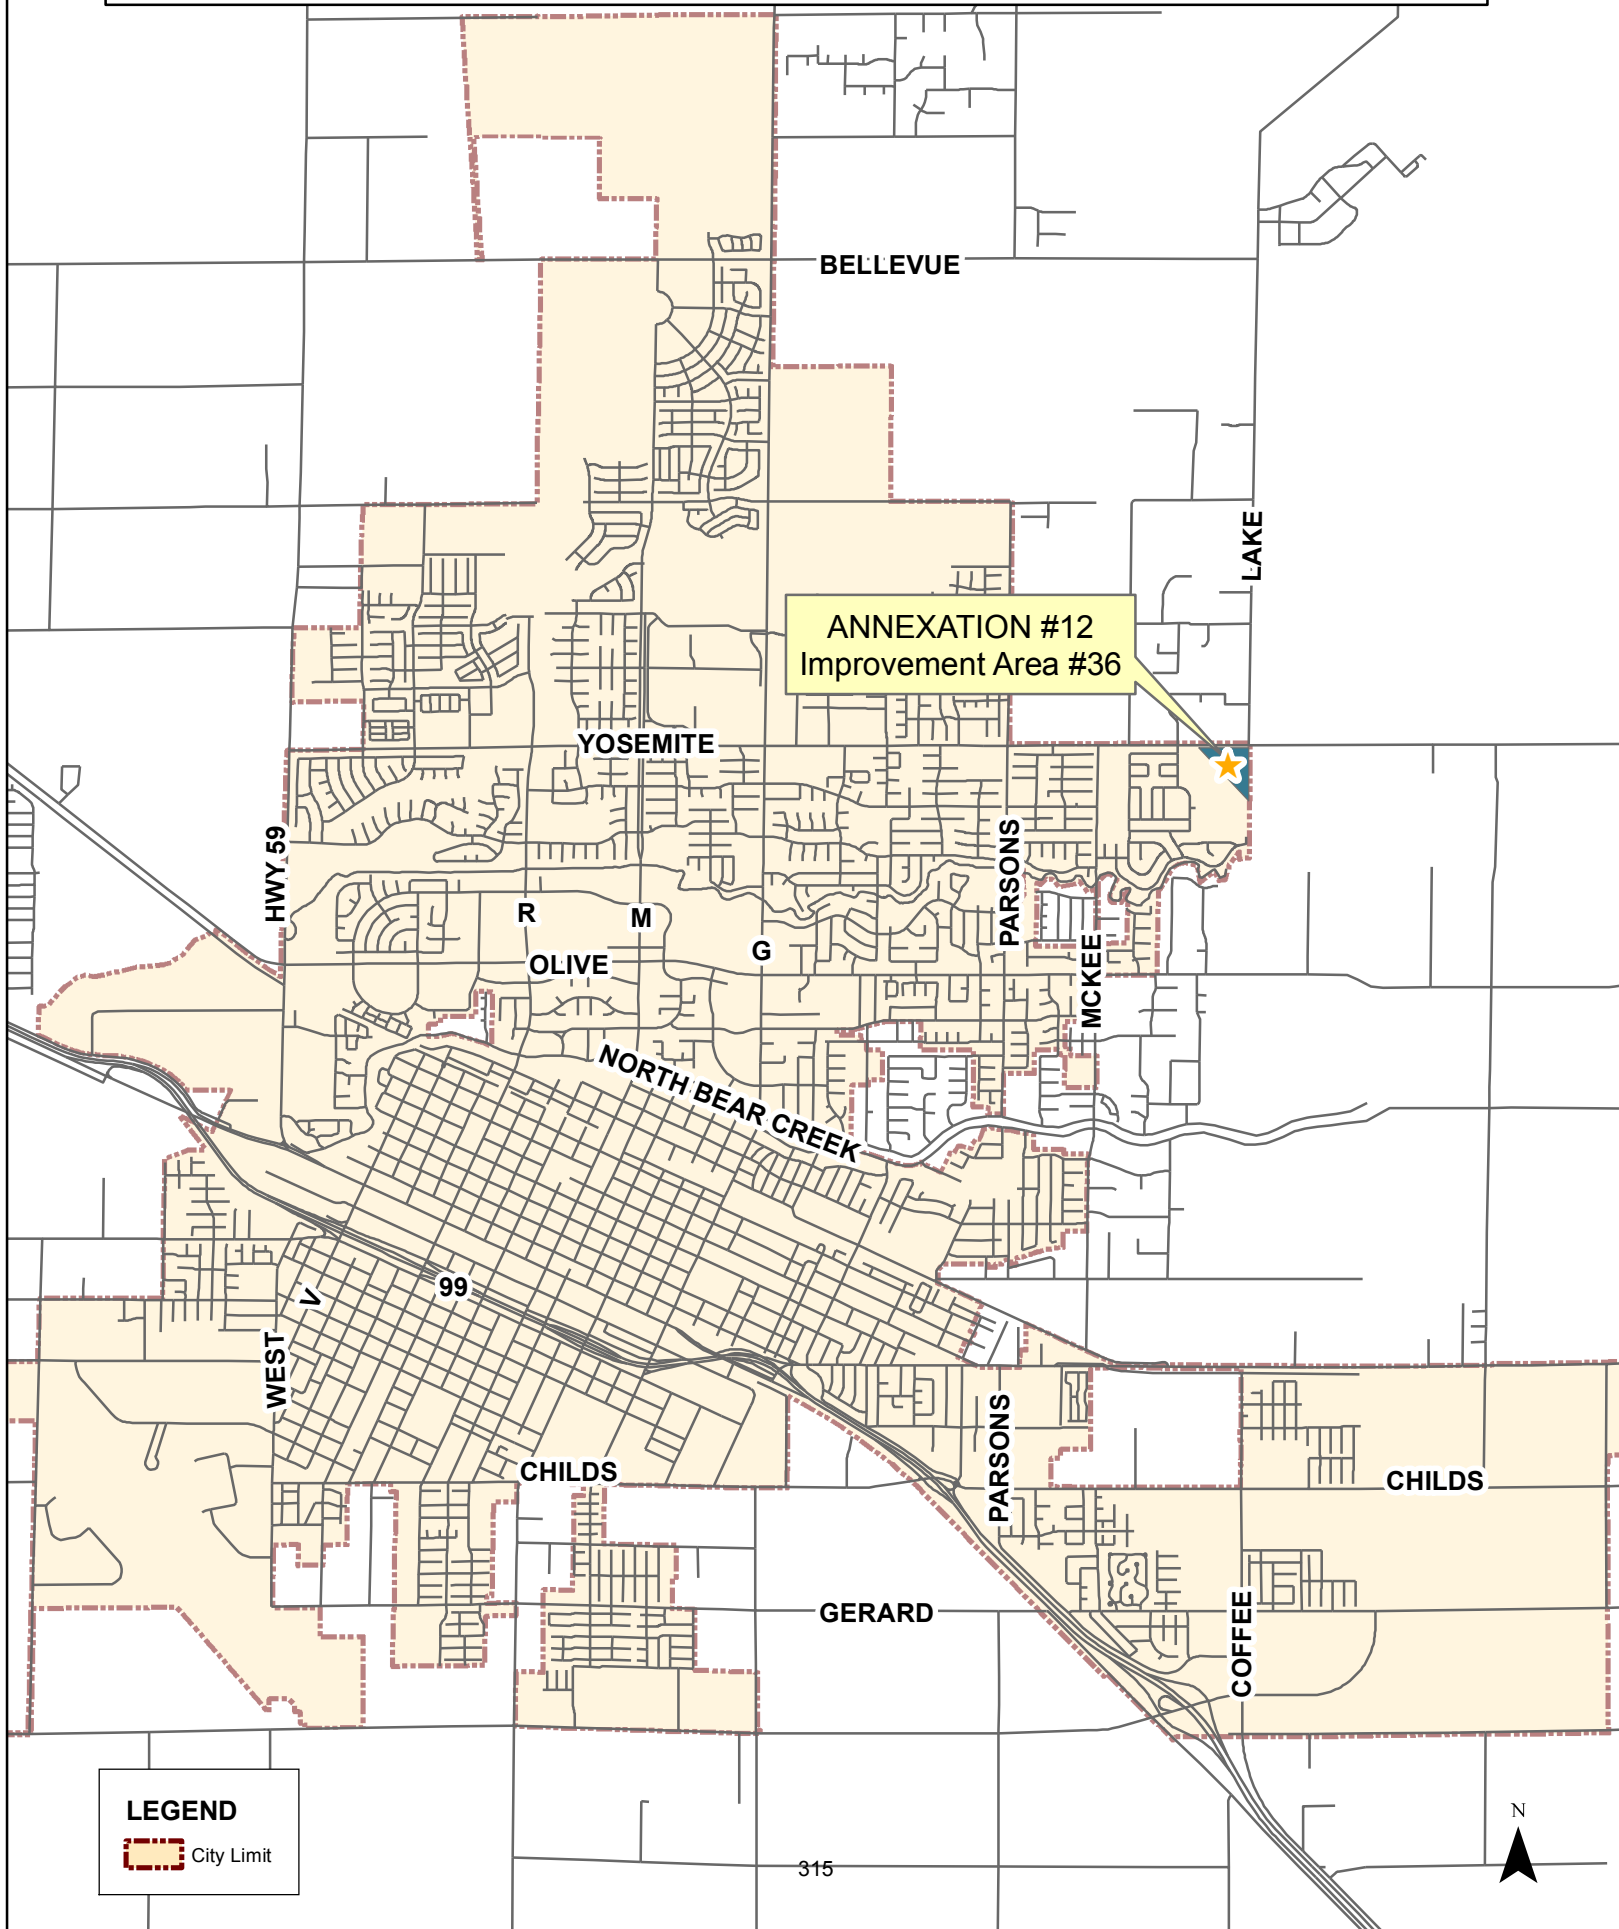 BELLEVUE
LAKE
ANNEXATION #12
Improvement Area #36
YOSEMITE
HWY 59
PARSONS
R
M
G
OLIVE
MCKEE
NORTH BEAR CREEK
99
V
WEST
PARSONS
CHILDS
CHILDS
GERARD
COFFEE
LEGEND
City Limit
N
315